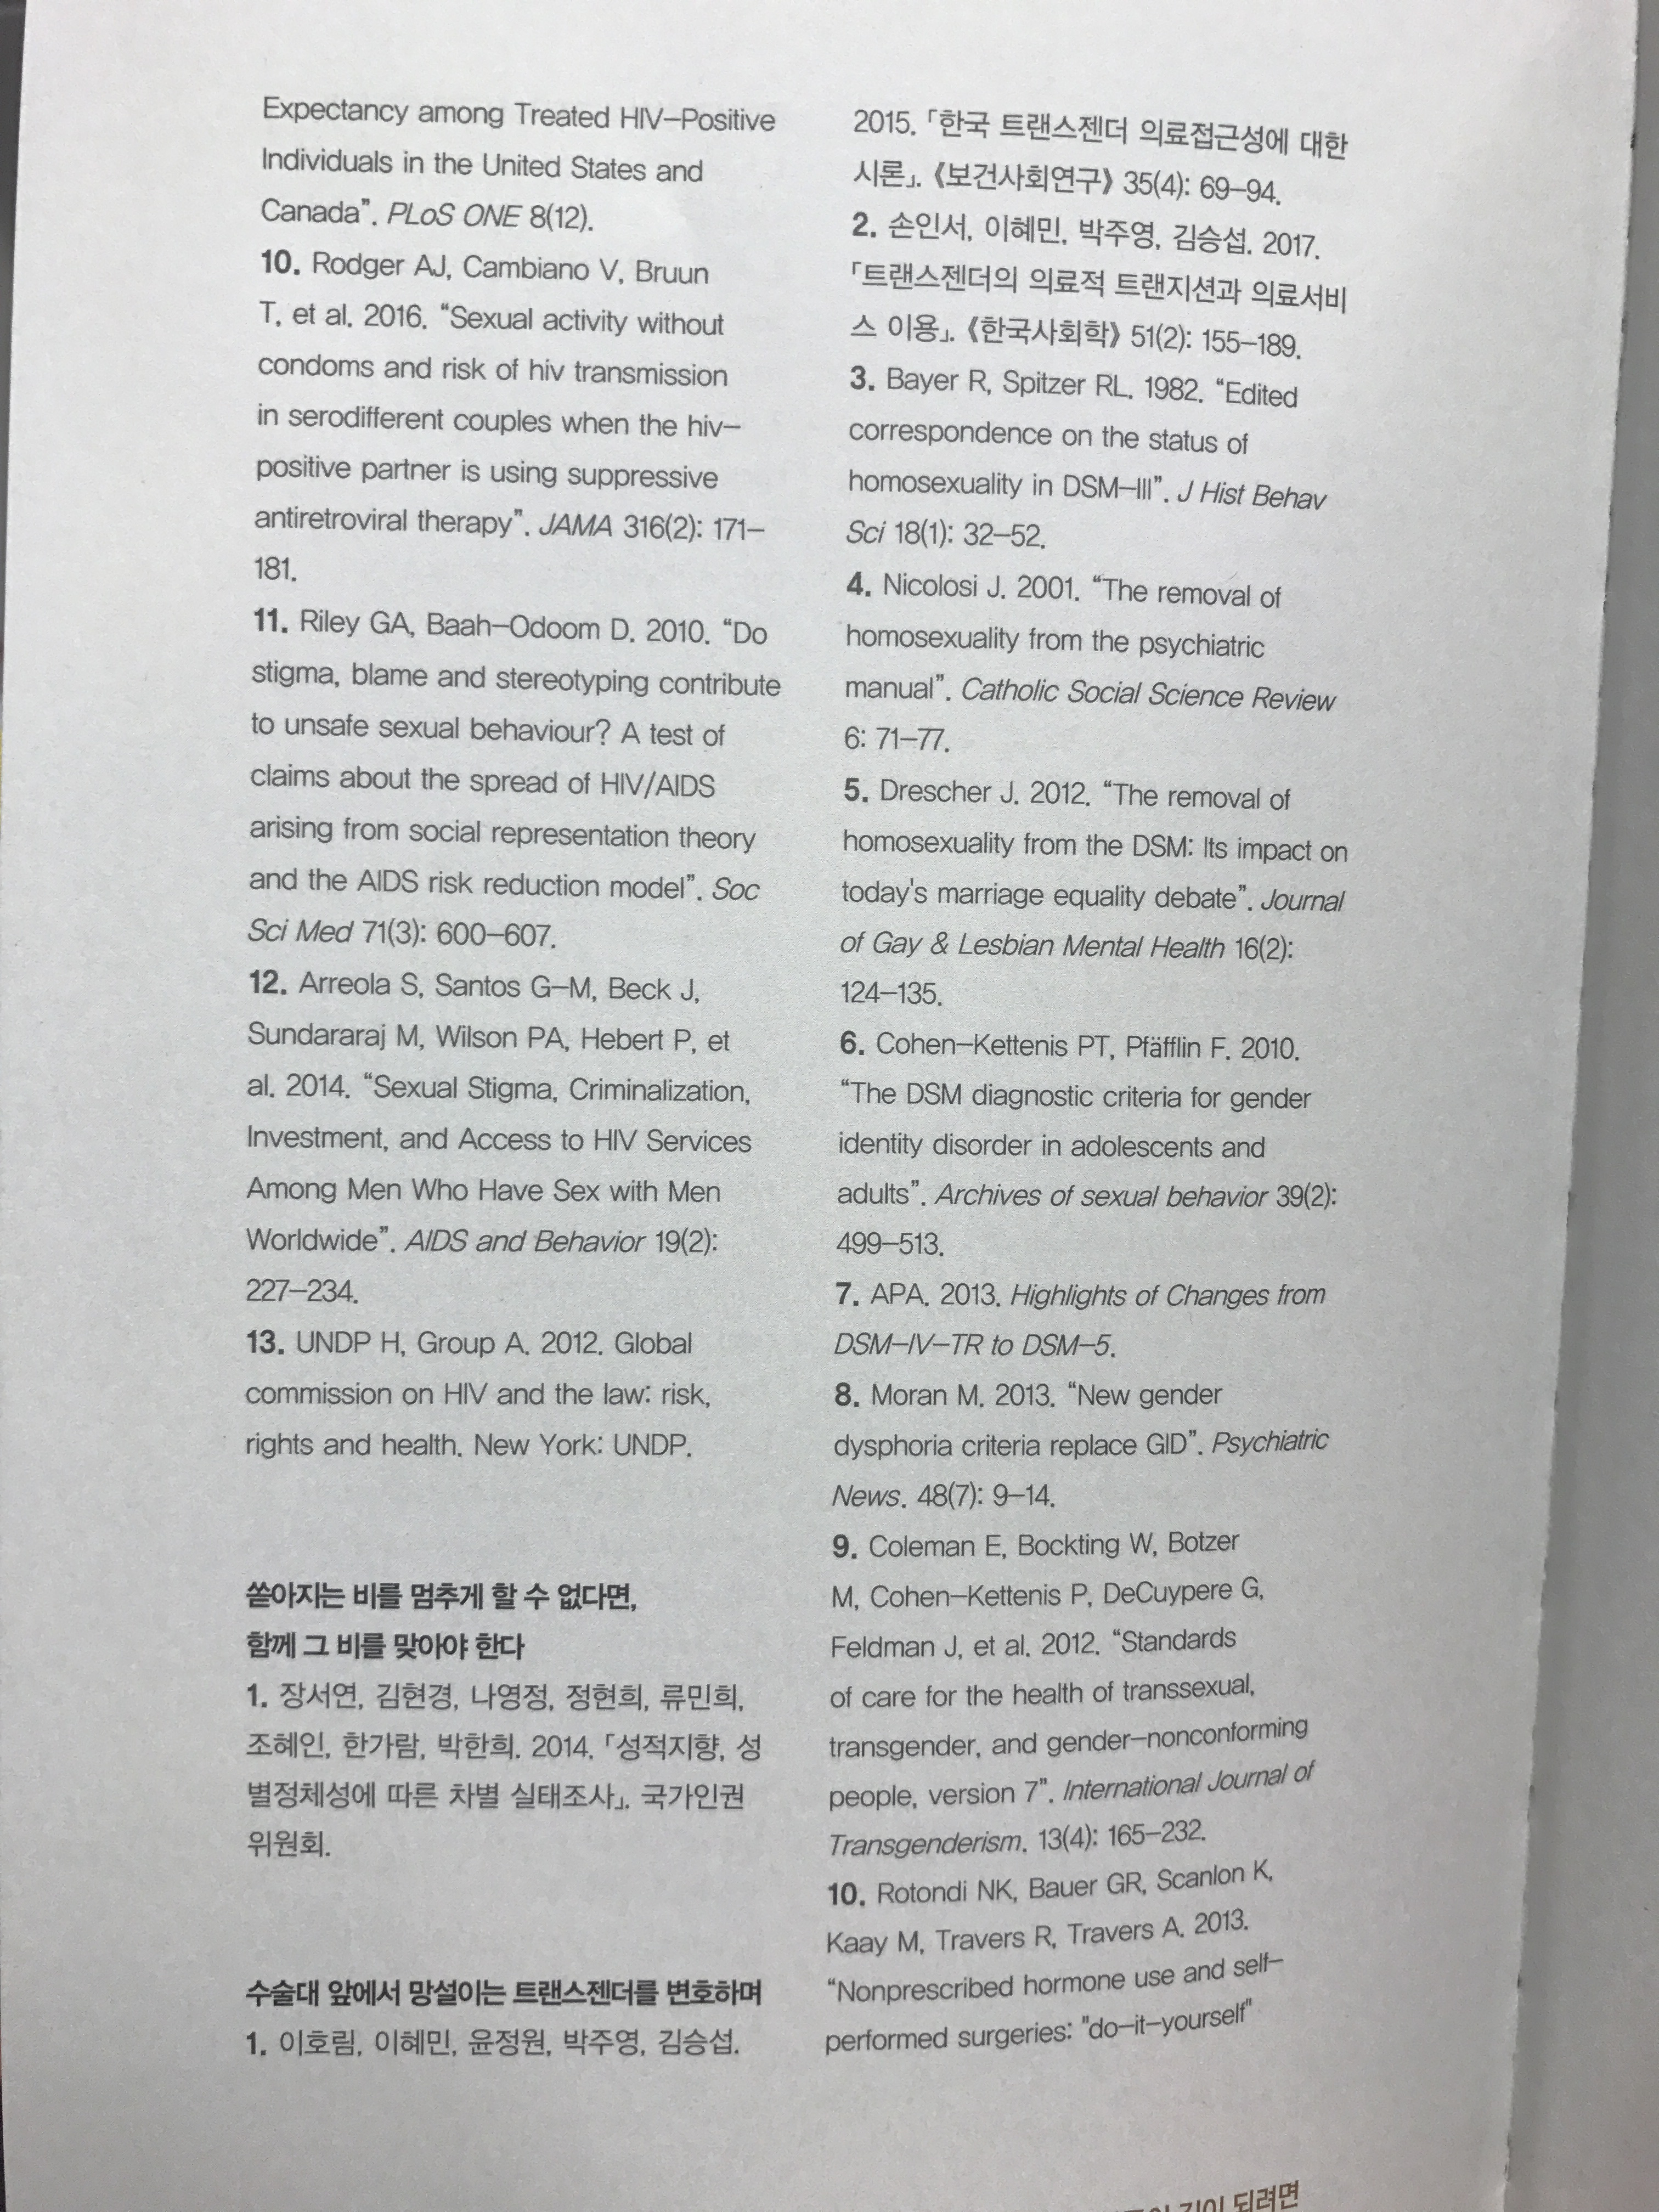 Expectancy among Treated HIV–Positive
Individuals in the United States and
Canada”. PLoS ONE 8(12).
10. Rodger AJ, Cambiano V, Bruun
T, et al. 2016. “Sexual activity without
condoms and risk of hiv transmission
in serodifferent couples when the hiv–
positive partner is using suppressive
antiretroviral therapy”. JAMA 316(2): 171–
181.
11. Riley GA, Baah–Odoom D. 2010. “Do
stigma, blame and stereotyping contribute
to unsafe sexual behaviour? A test of
claims about the spread of HIV/AIDS
arising from social representation theory
and the AIDS risk reduction model”. Soc
Sci Med 71(3): 600–607.
12. Arreola S, Santos G–M, Beck J,
Sundararaj M, Wilson PA, Hebert P, et
al. 2014. “Sexual Stigma, Criminalization,
Investment, and Access to HIV Services
Among Men Who Have Sex with Men
Worldwide”. AIDS and Behavior 19(2):
227–234.
13. UNDP H, Group A. 2012. Global
commission on HIV and the law: risk,
rights and health. New York: UNDP.
쏟아지는 비를 멈추게 할 수 없다면,
함께 그 비를 맞아야 한다
1. 장서연, 김현경, 나영정, 정현희, 류민희,
조혜인, 한가람, 박한희. 2014. 「성적지향, 성
별정체성에 따른 차별 실태조사」. 국가인권
위원회.
수술대 앞에서 망설이는 트랜스젠더를 변호하며
1. 이호림, 이혜민, 윤정원, 박주영, 김승섭.
2015. 「한국 트랜스젠더 의료접근성에 대한
시론」. 《보건사회연구》 35(4): 69–94.
2. 손인서, 이혜민, 박주영, 김승섭. 2017.
「트랜스젠더의 의료적 트랜지션과 의료서비
스 이용」. 《한국사회학》 51(2): 155–189.
3. Bayer R, Spitzer RL. 1982. “Edited
correspondence on the status of
homosexuality in DSM–III”. J Hist Behav
Sci 18(1): 32–52.
4. Nicolosi J. 2001. “The removal of
homosexuality from the psychiatric
manual”. Catholic Social Science Review
6: 71–77.
5. Drescher J. 2012. “The removal of
homosexuality from the DSM: Its impact on
today's marriage equality debate”. Journal
of Gay & Lesbian Mental Health 16(2):
124–135.
6. Cohen–Kettenis PT, Pfäfflin F. 2010.
“The DSM diagnostic criteria for gender
identity disorder in adolescents and
adults”. Archives of sexual behavior 39(2):
499–513.
7. APA. 2013. Highlights of Changes from
DSM–IV–TR to DSM–5.
8. Moran M. 2013. “New gender
dysphoria criteria replace GID”. Psychiatric
News. 48(7): 9–14.
9. Coleman E, Bockting W, Botzer
M, Cohen–Kettenis P, DeCuypere G,
Feldman J, et al. 2012. “Standards
of care for the health of transsexual,
transgender, and gender–nonconforming
people, version 7”. International Journal of
Transgenderism. 13(4): 165–232.
10. Rotondi NK, Bauer GR, Scanlon K,
Kaay M, Travers R, Travers A. 2013.
“Nonprescribed hormone use and self–
performed surgeries: "do–it–yourself"
길이 되려면